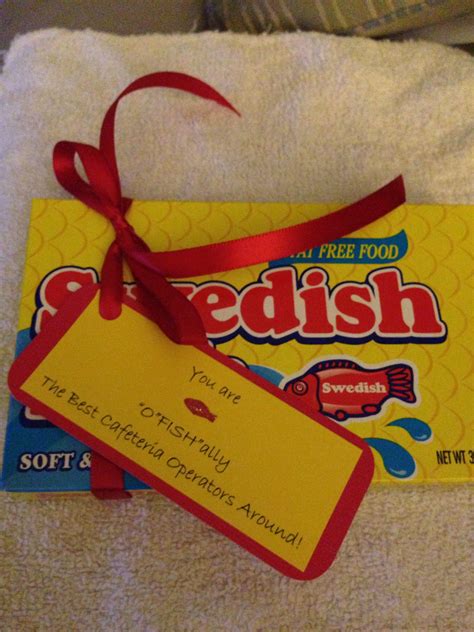 FAT FREE FOOD
Swedish
Swedish
You are
"O"FISH"ally
The Best Cafeteria Operators Around!
SOFT &
NET WT 3